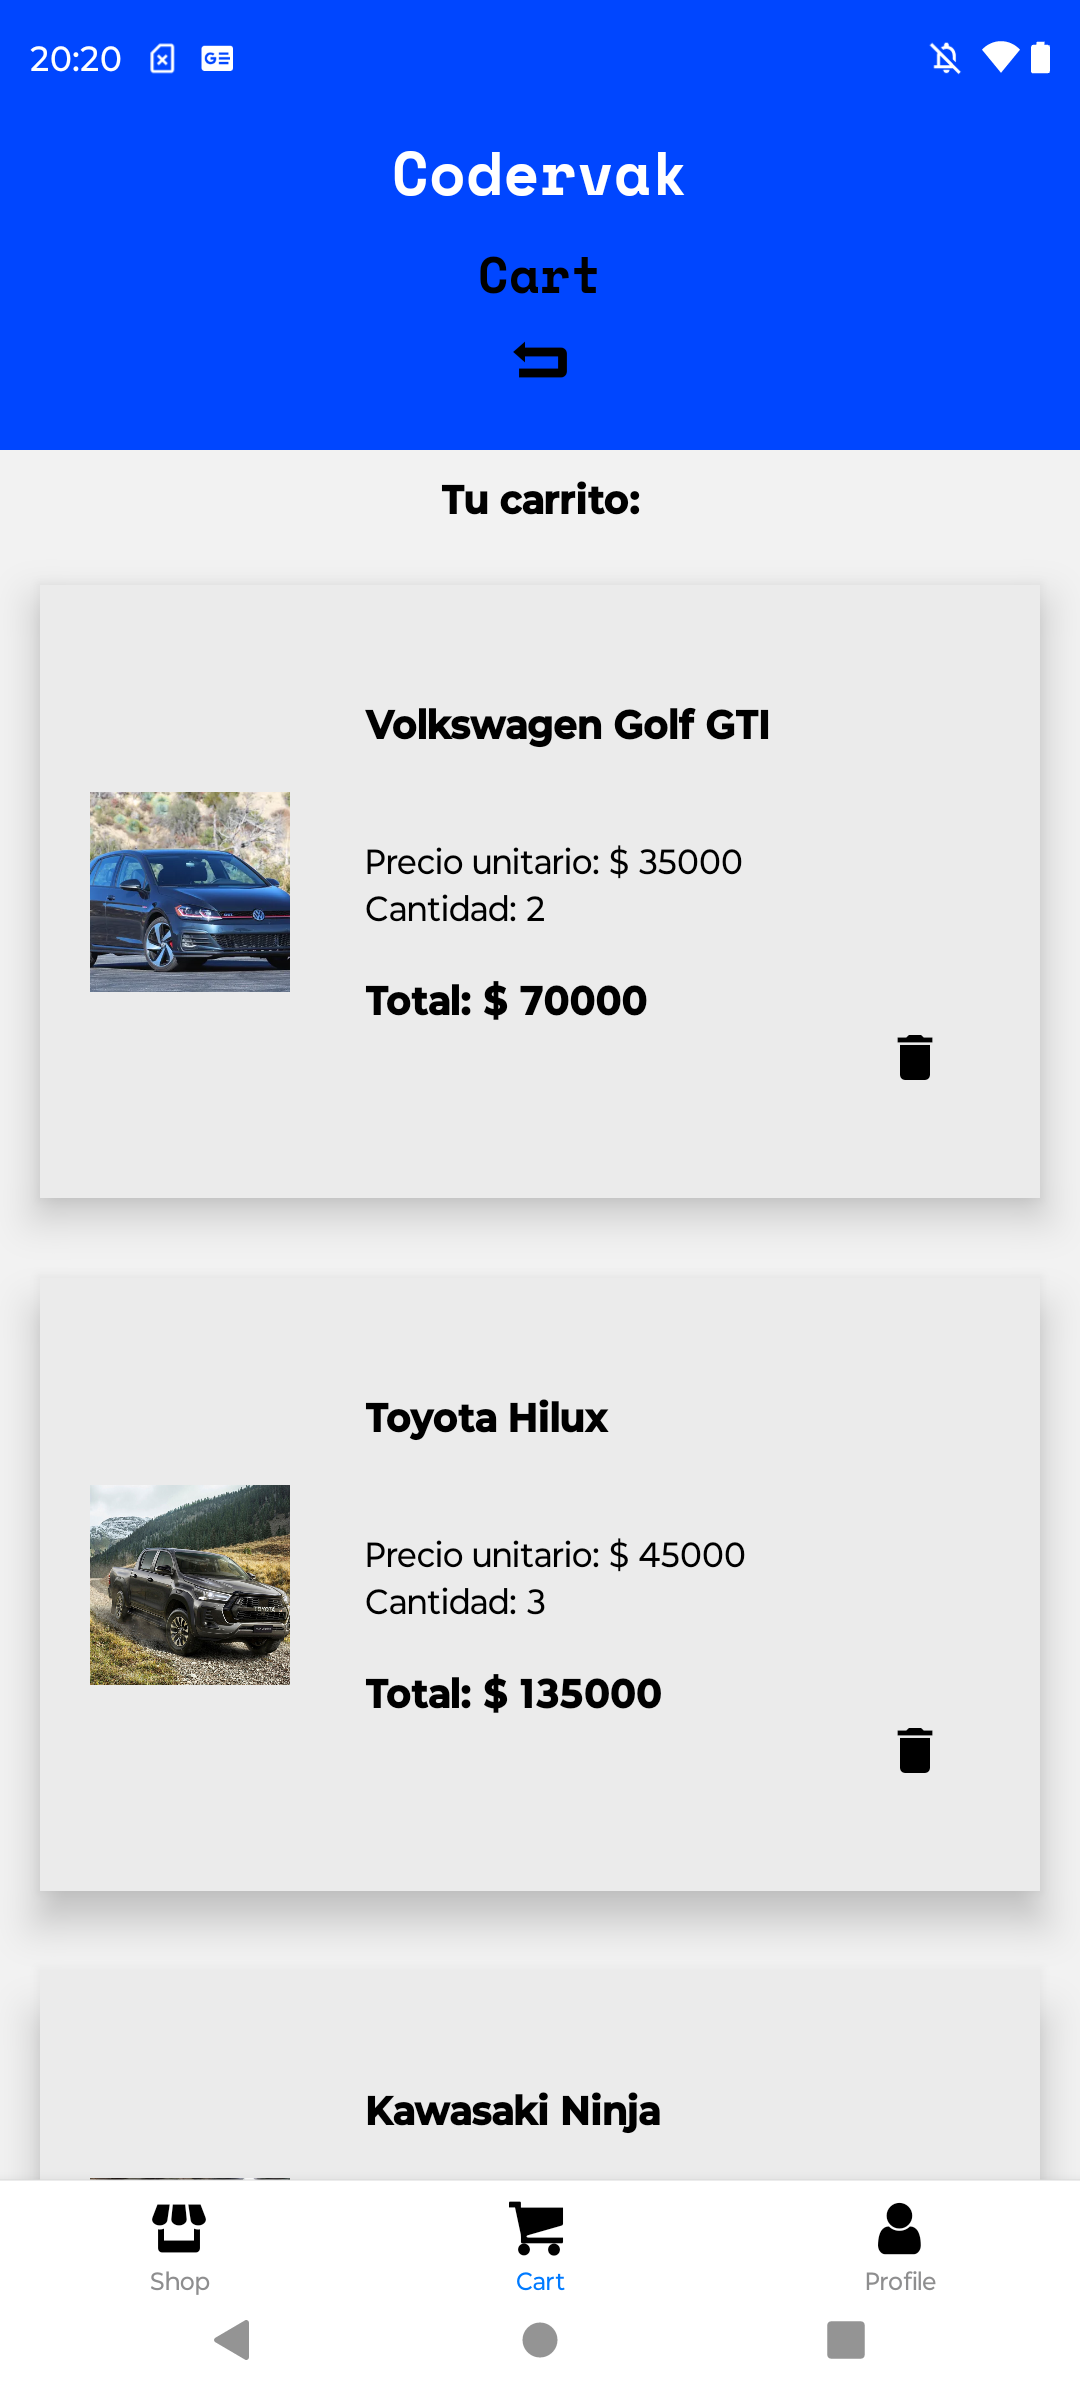 20:20
Codervak
Cart
Tu carrito:
Volkswagen Golf GTI
Precio unitario: $ 35000
Cantidad: 2
Total: $ 70000
Toyota Hilux
Precio unitario: $ 45000
Cantidad: 3
Total: $ 135000
Kawasaki Ninja
Shop
Cart
Profile